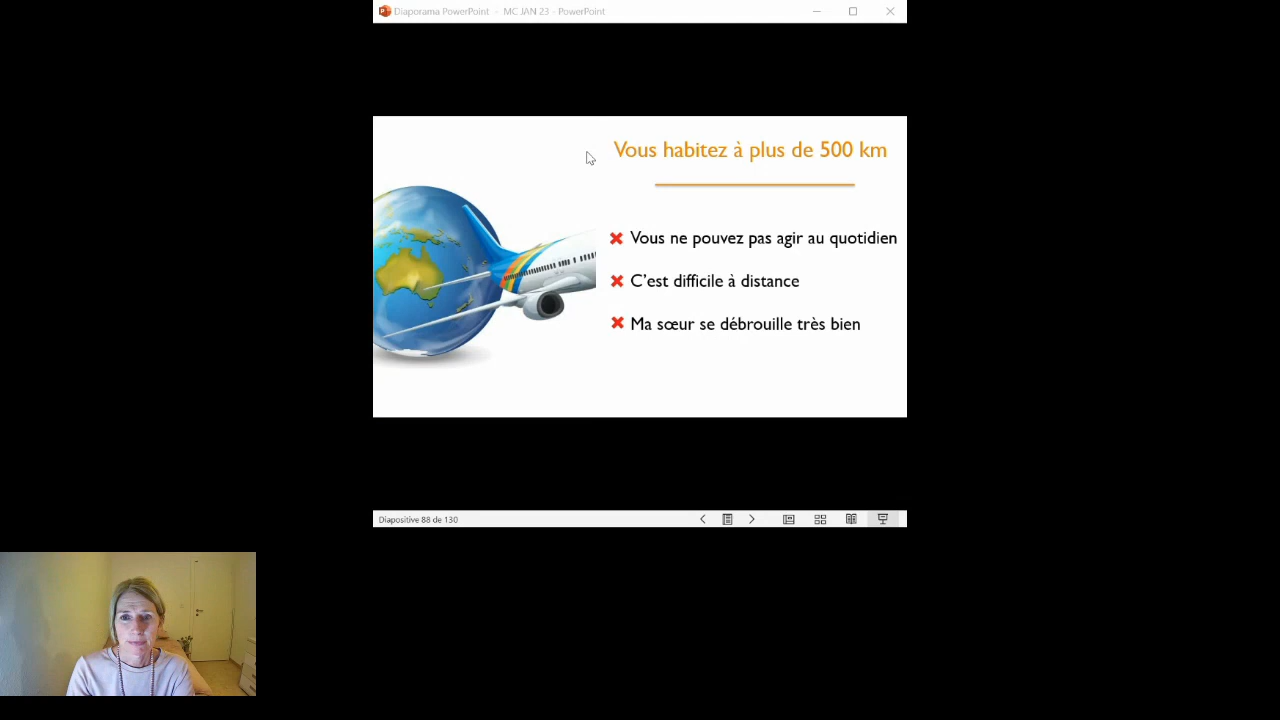 Diaporama PowerPoint - MC JAN 23 - PowerPoint
Vous habitez à plus de 500 km
Vous ne pouvez pas agir au quotidien
C'est difficile à distance
Ma sœur se débrouille très bien
Diapositive 88 de 130